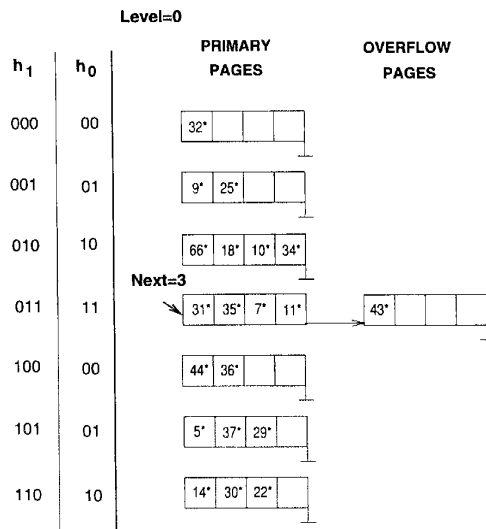 Level=0
PRIMARY PAGES
OVERFLOW PAGES
h1 h0
000 00 32*
001 01 9* 25*
010 10 66* 18* 10* 34*
Next=3
011 11 31* 35* 7* 11* 43*
100 00 44* 36*
101 01 5* 37* 29*
110 10 14* 30* 22*